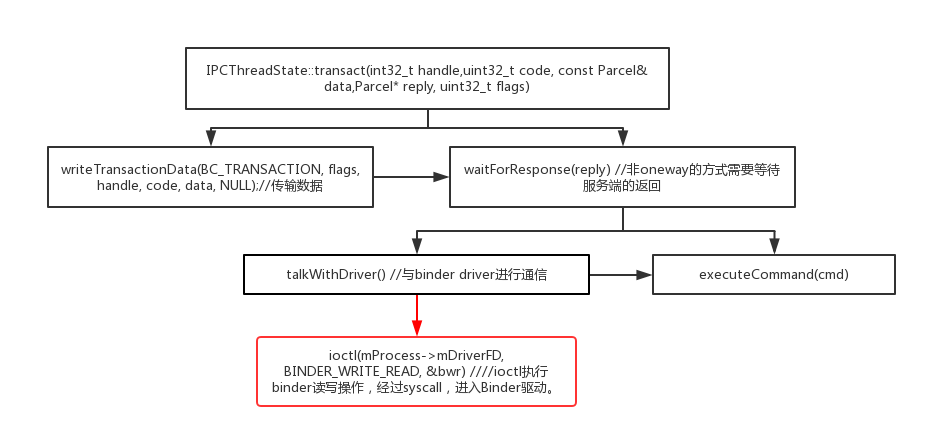 IPCThreadState::transact(int32_t handle,uint32_t code, const Parcel&
data,Parcel* reply, uint32_t flags)
writeTransactionData(BC_TRANSACTION, flags,
handle, code, data, NULL);//传输数据
waitForResponse(reply) //非oneway的方式需要等待
服务端的返回
talkWithDriver() //与binder driver进行通信
executeCommand(cmd)
ioctl(mProcess->mDriverFD,
BINDER_WRITE_READ, &bwr) ////ioctl执行
binder读写操作，经过syscall，进入Binder驱动。